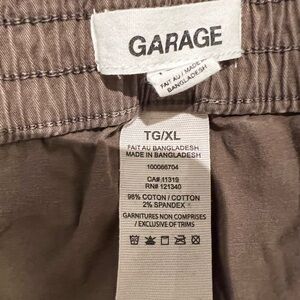 GARAGE
FAIT AU / MADE IN
BANGLADESH
TG/XL
FAIT AU BANGLADESH
MADE IN BANGLADESH
100066704
CA# 11319
RN# 121340
98% COTON / COTTON
2% SPANDEX
GARNITURES NON COMPRISES
/ EXCLUSIVE OF TRIMS